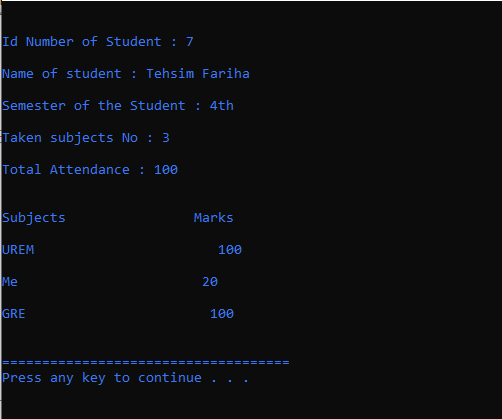 Id Number of Student : 7
Name of student : Tehsim Fariha
Semester of the Student : 4th
Taken subjects No : 3
Total Attendance : 100
Subjects                Marks
UREM                       100
Me                       20
GRE                       100
====================================
Press any key to continue . . .